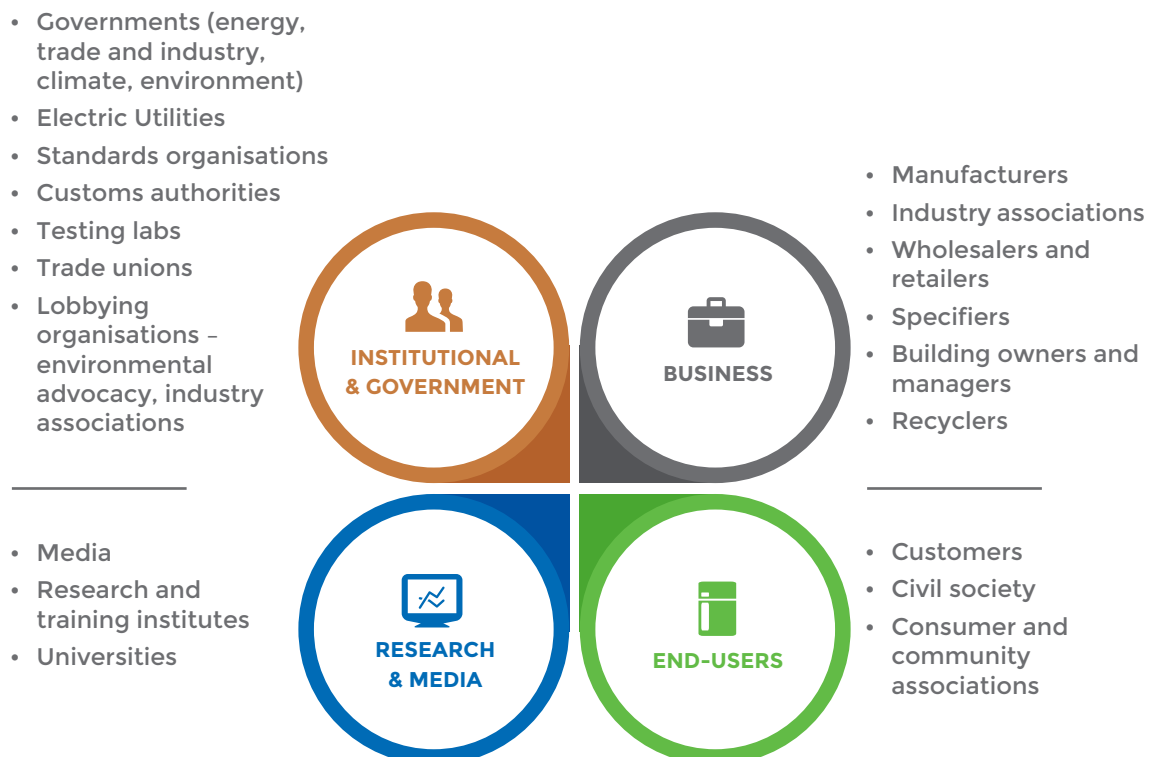 • Governments (energy,
trade and industry,
climate, environment)
• Electric Utilities
• Standards organisations
• Customs authorities
• Testing labs
• Trade unions
• Lobbying
organisations –
environmental
advocacy, industry
associations
INSTITUTIONAL
& GOVERNMENT
BUSINESS
• Manufacturers
• Industry associations
• Wholesalers and
retailers
• Specifiers
• Building owners and
managers
• Recyclers
• Media
• Research and
training institutes
• Universities
RESEARCH
& MEDIA
END-USERS
• Customers
• Civil society
• Consumer and
community
associations